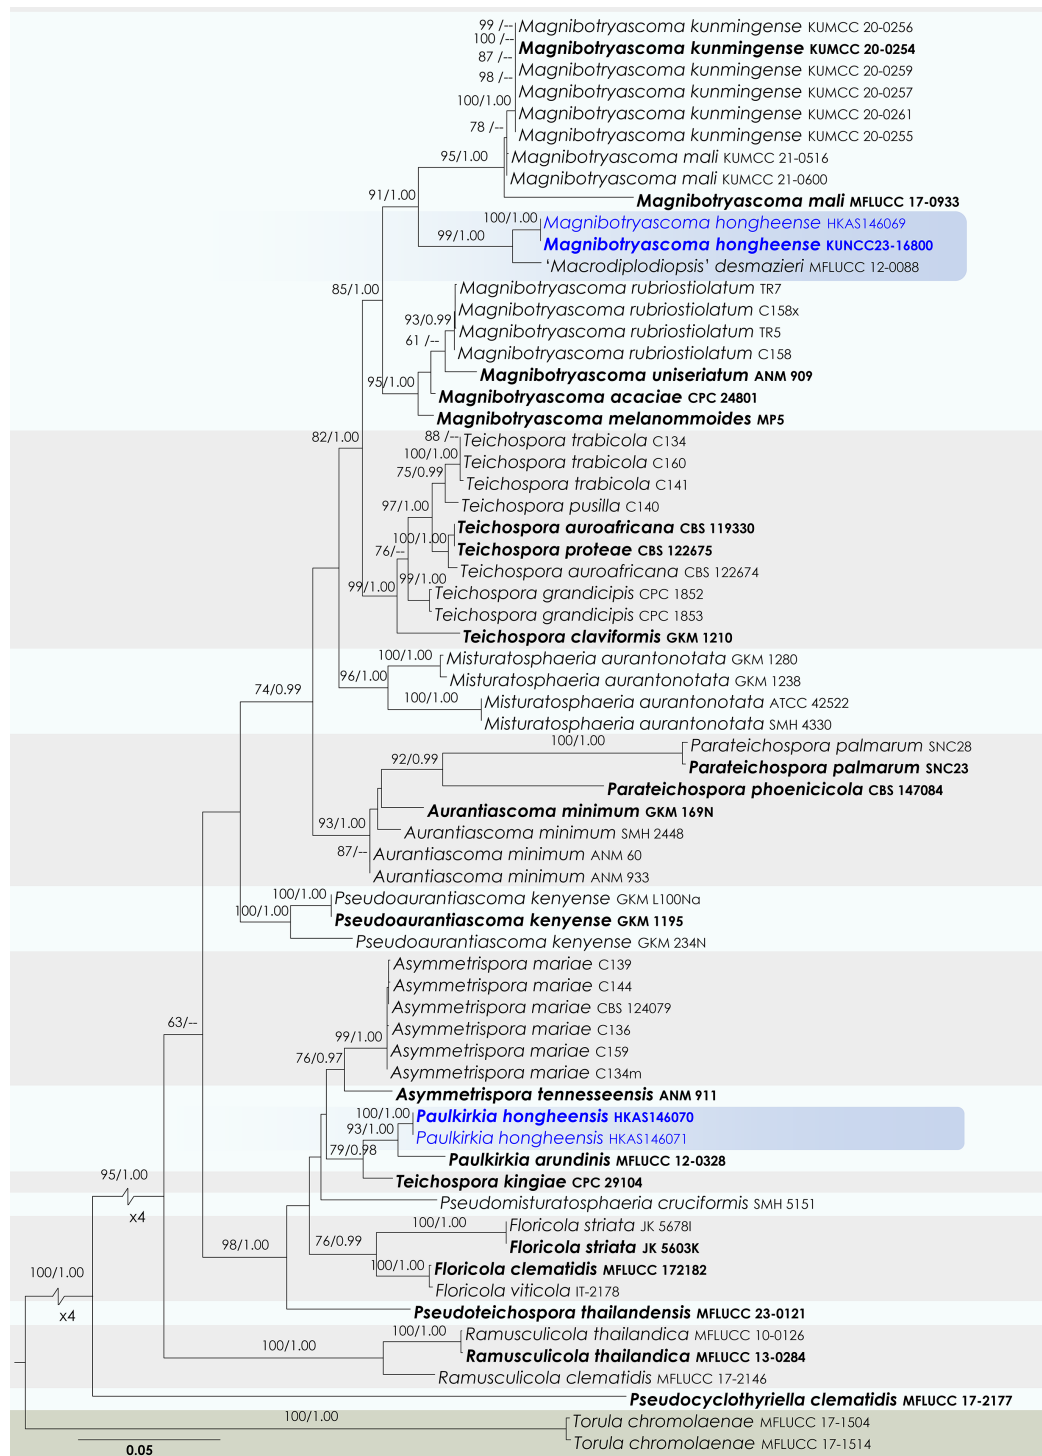 99 /-- Magnibotryascoma kunmingense KUMCC 20-0256
100 /-- Magnibotryascoma kunmingense KUMCC 20-0254
87 /--
Magnibotryascoma kunmingense KUMCC 20-0259
98 /--
Magnibotryascoma kunmingense KUMCC 20-0257
100/1.00
Magnibotryascoma kunmingense KUMCC 20-0261
78 /--
Magnibotryascoma kunmingense KUMCC 20-0255
95/1.00 Magnibotryascoma mali KUMCC 21-0516
Magnibotryascoma mali KUMCC 21-0600
91/1.00
Magnibotryascoma mali MFLUCC 17-0933
100/1.00 Magnibotryascoma hongheense HKAS146069
99/1.00 Magnibotryascoma hongheense KUNCC23-16800
'Macrodiplodiopsis' desmazieri MFLUCC 12-0088
85/1.00 Magnibotryascoma rubriostiolatum TR7
Magnibotryascoma rubriostiolatum C158x
93/0.99
Magnibotryascoma rubriostiolatum TR5
61 /--
Magnibotryascoma rubriostiolatum C158
Magnibotryascoma uniseriatum ANM 909
95/1.00
Magnibotryascoma acaciae CPC 24801
Magnibotryascoma melanommoides MP5
82/1.00
88 /-- Teichospora trabicola C134
100/1.00
Teichospora trabicola C160
75/0.99
Teichospora trabicola C141
97/1.00 Teichospora pusilla C140
Teichospora auroafricana CBS 119330
100/1.00
76/-- Teichospora proteae CBS 122675
Teichospora auroafricana CBS 122674
99/1.00 99/1.00
Teichospora grandicipis CPC 1852
Teichospora grandicipis CPC 1853
Teichospora claviformis GKM 1210
100/1.00 Misturatosphaeria aurantonotata GKM 1280
96/1.00 Misturatosphaeria aurantonotata GKM 1238
74/0.99
100/1.00 Misturatosphaeria aurantonotata ATCC 42522
Misturatosphaeria aurantonotata SMH 4330
100/1.00 Parateichospora palmarum SNC28
92/0.99 Parateichospora palmarum SNC23
Parateichospora phoenicicola CBS 147084
Aurantiascoma minimum GKM 169N
93/1.00 Aurantiascoma minimum SMH 2448
87/-- Aurantiascoma minimum ANM 60
Aurantiascoma minimum ANM 933
100/1.00 Pseudoaurantiascoma kenyense GKM L100Na
100/1.00 Pseudoaurantiascoma kenyense GKM 1195
Pseudoaurantiascoma kenyense GKM 234N
Asymmetrispora mariae C139
Asymmetrispora mariae C144
Asymmetrispora mariae CBS 124079
63/--
Asymmetrispora mariae C136
99/1.00
Asymmetrispora mariae C159
76/0.97
Asymmetrispora mariae C134m
Asymmetrispora tennesseensis ANM 911
100/1.00 Paulkirkia hongheensis HKAS146070
93/1.00 Paulkirkia hongheensis HKAS146071
79/0.98 Paulkirkia arundinis MFLUCC 12-0328
95/1.00 Teichospora kingiae CPC 29104
x4 Pseudomisturatosphaeria cruciformis SMH 5151
100/1.00 Floricola striata JK 5678I
98/1.00 76/0.99 Floricola striata JK 5603K
100/1.00 100/1.00 Floricola clematidis MFLUCC 172182
Floricola viticola IT-2178
x4 Pseudoteichospora thailandensis MFLUCC 23-0121
100/1.00 Ramusculicola thailandica MFLUCC 10-0126
100/1.00 Ramusculicola thailandica MFLUCC 13-0284
Ramusculicola clematidis MFLUCC 17-2146
Pseudocyclothyriella clematidis MFLUCC 17-2177
100/1.00 Torula chromolaenae MFLUCC 17-1504
0.05 Torula chromolaenae MFLUCC 17-1514